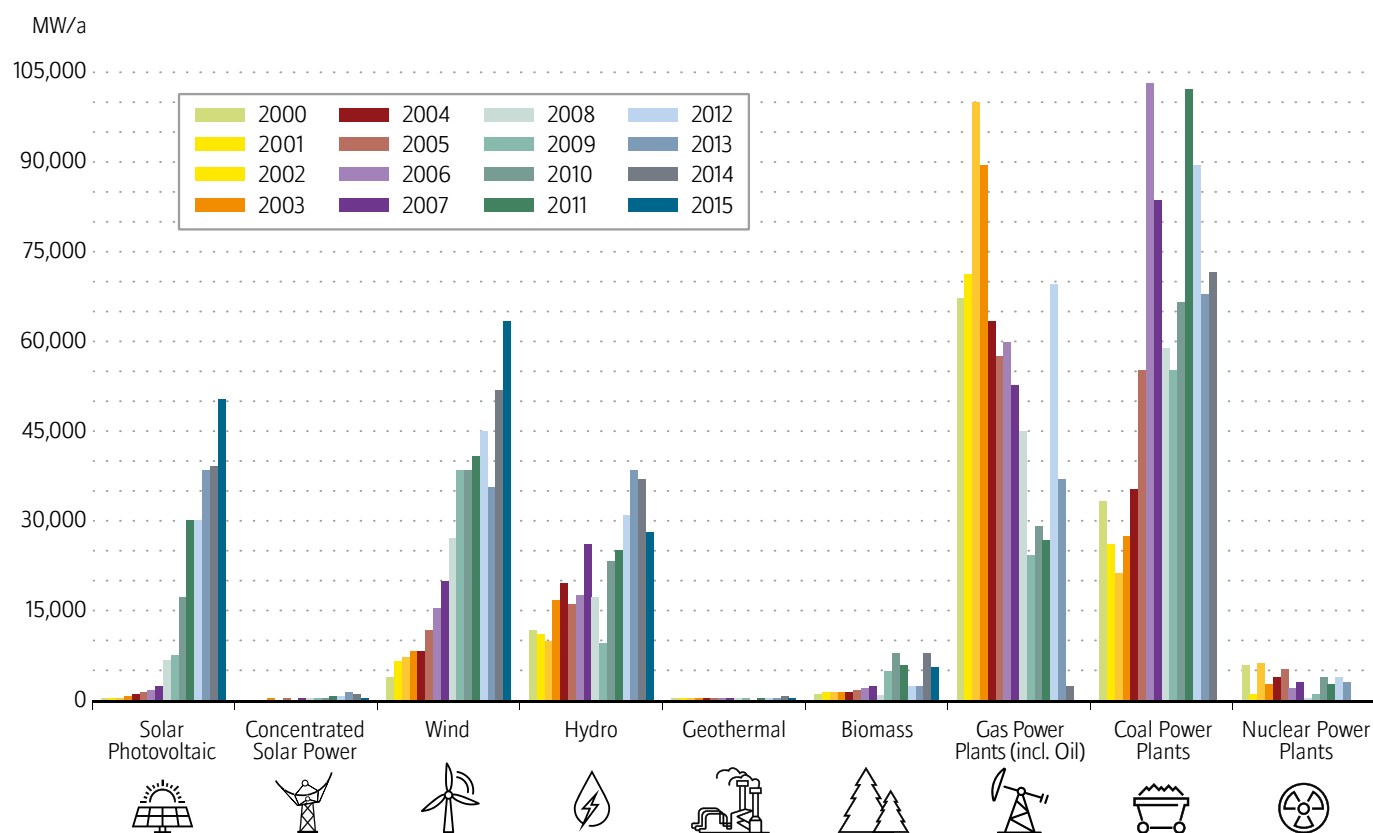 MW/a
105,000
90,000
75,000
60,000
45,000
30,000
15,000
0
2000 2004 2008 2012
2001 2005 2009 2013
2002 2006 2010 2014
2003 2007 2011 2015
Solar
Photovoltaic
Concentrated
Solar Power
Wind
Hydro
Geothermal
Biomass
Gas Power
Plants (incl. Oil)
Coal Power
Plants
Nuclear Power
Plants